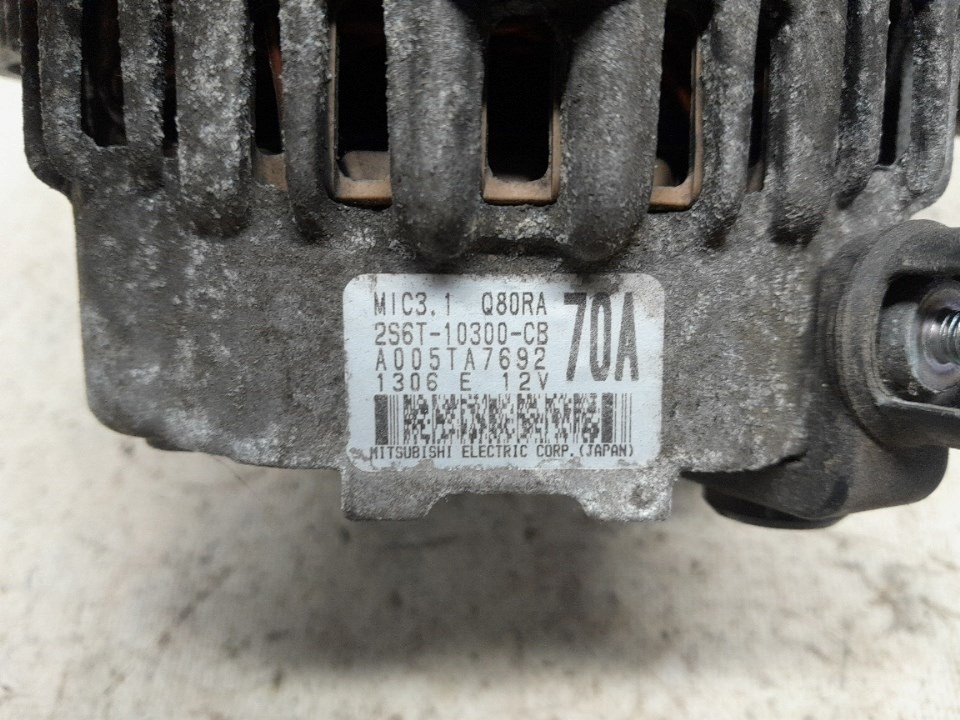 MIC3.1 Q80RA
70A
2S6T-10300-CB
A005TA7692
1306 E 12V
MITSUBISHI ELECTRIC CORP.(JAPAN)